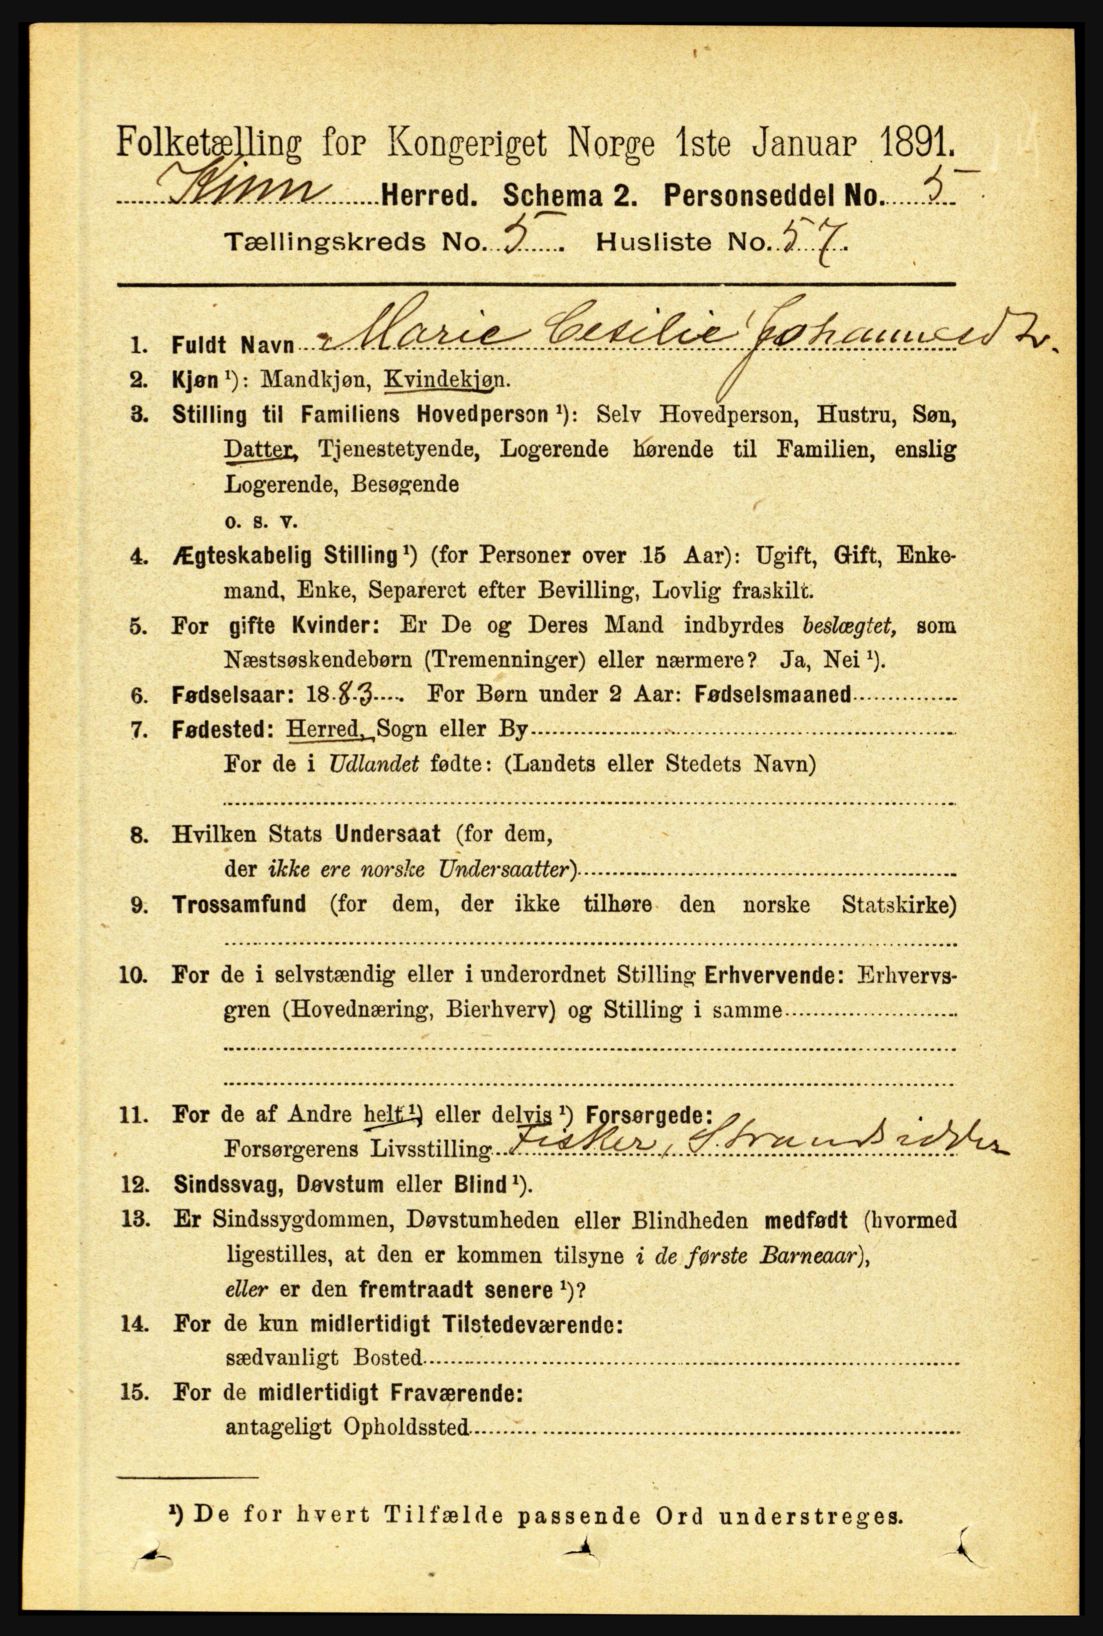 Folketælling for Kongeriget Norge 1ste Januar 1891.
Kinn Herred. Schema 2. Personseddel No. 5
Tællingskreds No. 5. Husliste No. 57.
1. Fuldt Navn Marie Cesilie Johannesdtr.
2. Kjøn ¹): Mandkjøn, Kvindekjøn.
3. Stilling til Familiens Hovedperson ¹): Selv Hovedperson, Hustru, Søn,
Datter, Tjenestetyende, Logerende hørende til Familien, enslig
Logerende, Besøgende
o. s. v.
4. Ægteskabelig Stilling ¹) (for Personer over 15 Aar): Ugift, Gift, Enke-
mand, Enke, Separeret efter Bevilling, Lovlig fraskilt.
5. For gifte Kvinder: Er De og Deres Mand indbyrdes beslægtet, som
Næstsøskendebørn (Tremenninger) eller nærmere? Ja, Nei ¹).
6. Fødselsaar: 1883. For Børn under 2 Aar: Fødselsmaaned
7. Fødested: Herred, Sogn eller By
For de i Udlandet fødte: (Landets eller Stedets Navn)
8. Hvilken Stats Undersaat (for dem,
der ikke ere norske Undersaatter)
9. Trossamfund (for dem, der ikke tilhøre den norske Statskirke)
10. For de i selvstændig eller i underordnet Stilling Erhvervende: Erhvervs-
gren (Hovednæring, Bierhverv) og Stilling i samme
11. For de af Andre helt ¹) eller delvis ¹) Forsørgede:
Forsørgerens Livsstilling Fisker, Strandsidder
12. Sindssvag, Døvstum eller Blind ¹).
13. Er Sindssygdommen, Døvstumheden eller Blindheden medfødt (hvormed
ligestilles, at den er kommen tilsyne i de første Barneaar),
eller er den fremtraadt senere ¹)?
14. For de kun midlertidigt Tilstedeværende:
sædvanligt Bosted
15. For de midlertidigt Fraværende:
antageligt Opholdssted
¹) De for hvert Tilfælde passende Ord understreges.